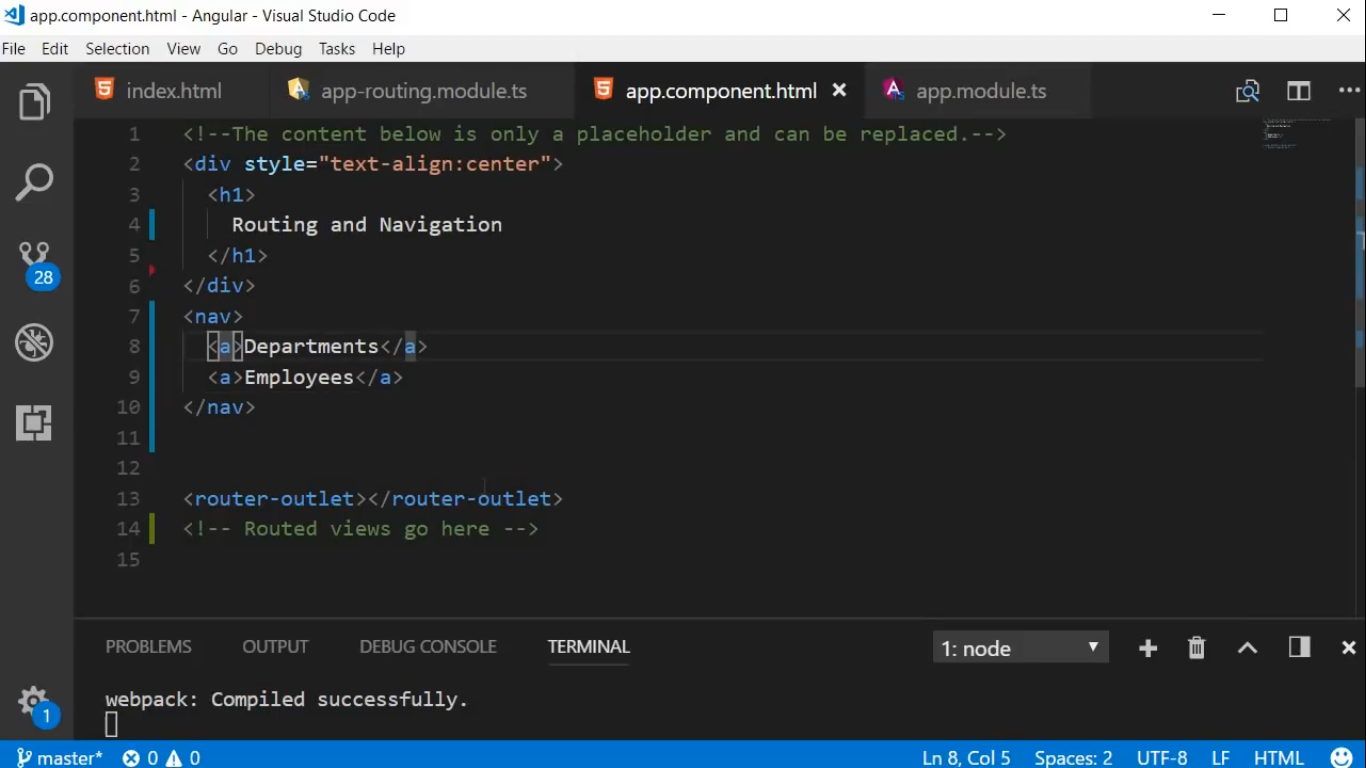 app.component.html - Angular - Visual Studio Code
File Edit Selection View Go Debug Tasks Help
index.html app-routing.module.ts app.component.html app.module.ts
1 <!--The content below is only a placeholder and can be replaced.-->
2 <div style="text-align:center">
3 <h1>
4 Routing and Navigation
5 </h1>
6 </div>
7 <nav>
8 <a>Departments</a>
9 <a>Employees</a>
10 </nav>
11
12
13 <router-outlet></router-outlet>
14 <!-- Routed views go here -->
15
28
PROBLEMS OUTPUT DEBUG CONSOLE TERMINAL 1: node
webpack: Compiled successfully.
1
master* 0 0 Ln 8, Col 5 Spaces: 2 UTF-8 LF HTML